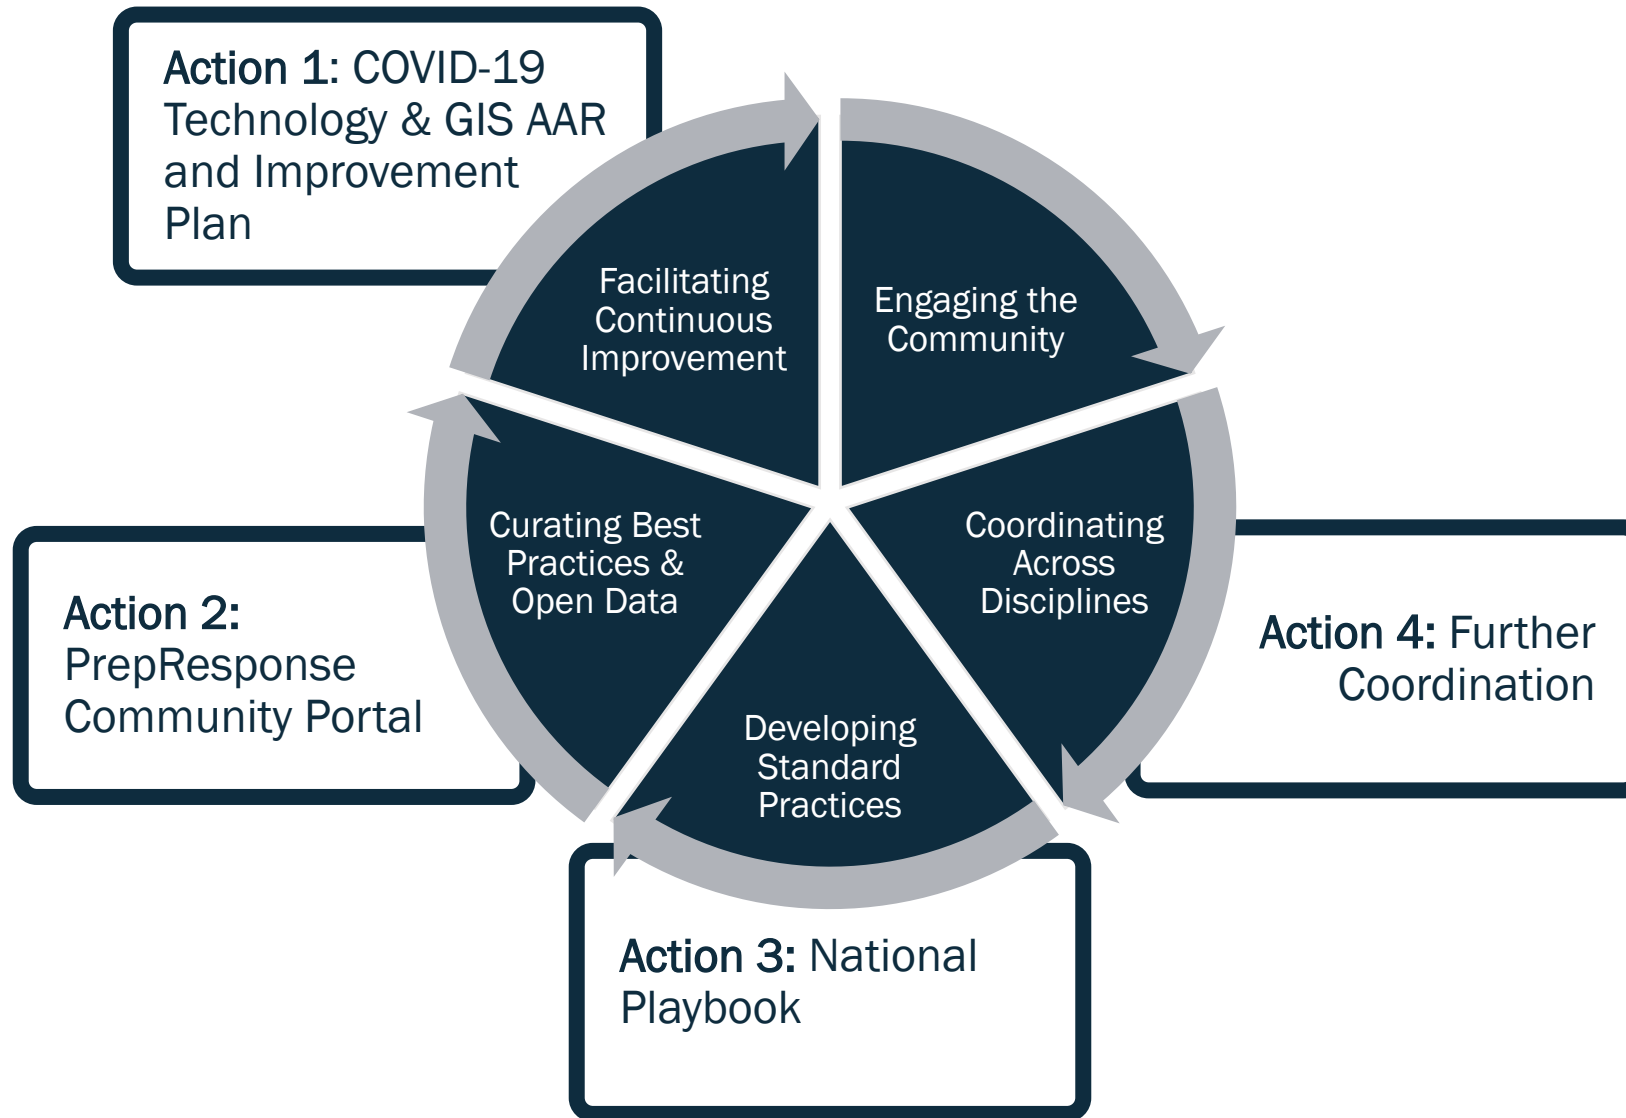 Action 1: COVID-19
Technology & GIS AAR
and Improvement
Plan
Facilitating
Continuous
Improvement
Engaging the
Community
Curating Best
Practices &
Open Data
Coordinating
Across
Disciplines
Action 2:
PrepResponse
Community Portal
Action 4: Further
Coordination
Developing
Standard
Practices
Action 3: National
Playbook